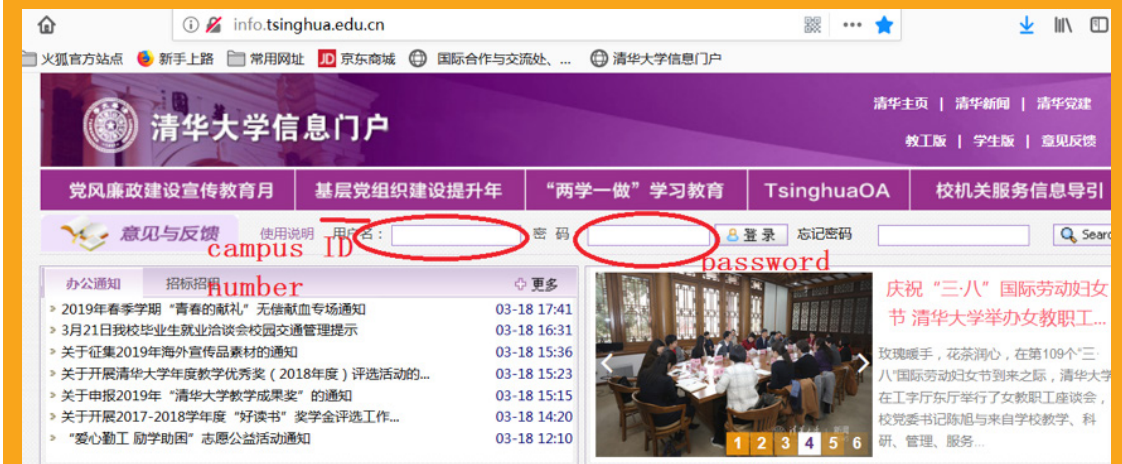 info.tsinghua.edu.cn
火狐官方站点 新手上路 常用网址 JD 京东商城 国际合作与交流处、... 清华大学信息门户
清华大学信息门户
清华主页 | 清华新闻 | 清华党建
教工版 | 学生版 | 意见反馈
党风廉政建设宣传教育月 基层党组织建设提升年 “两学一做”学习教育 TsinghuaOA 校机关服务信息导引
意见与反馈 使用说明 用户名: 密 码 登 录 忘记密码 Searc
campus ID
number
password
办公通知 招标招租 更多
2019年春季学期“青春的献礼”无偿献血专场通知 03-18 17:41
3月21日我校毕业生就业洽谈会校园交通管理提示 03-18 16:31
关于征集2019年海外宣传品素材的通知 03-18 15:36
关于开展清华大学年度教学优秀奖(2018年度)评选活动的... 03-18 15:23
关于申报2019年“清华大学教学成果奖”的通知 03-18 15:15
关于开展2017-2018学年度“好读书”奖学金评选工作... 03-18 14:20
“爱心勤工 励学助困”志愿公益活动通知 03-18 12:10
1 2 3 4 5 6
庆祝“三·八”国际劳动妇女
节 清华大学举办女教职工...
玫瑰暖手,花茶润心,在第109个“三·
八”国际劳动妇女节到来之际,清华大学
在工字厅东厅举行了女教职工座谈会,
校党委书记陈旭与来自学校教学、科
研、管理、服务...